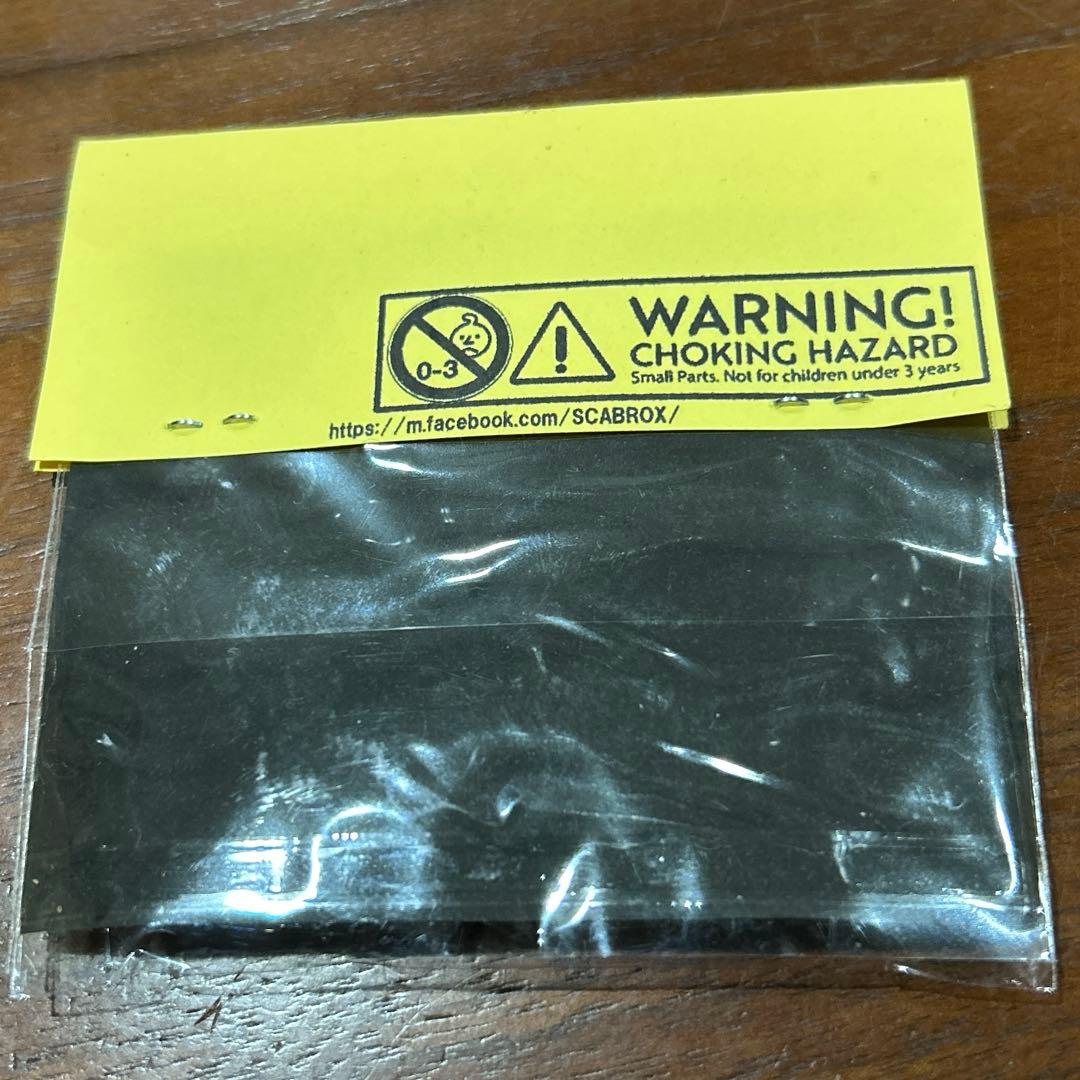 WARNING!
CHOKING HAZARD
0-3
Small Parts. Not for children under 3 years
https://m.facebook.com/SCABROX/